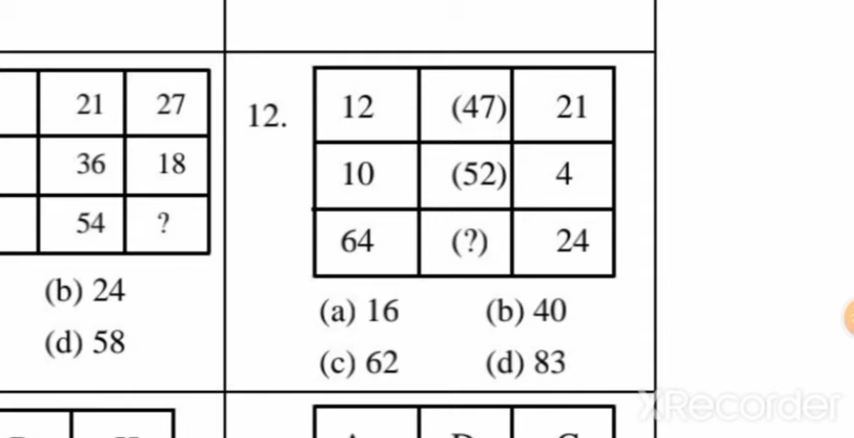 21 27
36 18
54 ?
(b) 24
(d) 58
12.
12 (47) 21
10 (52) 4
64 (?) 24
(a) 16 (b) 40
(c) 62 (d) 83
XRecorder